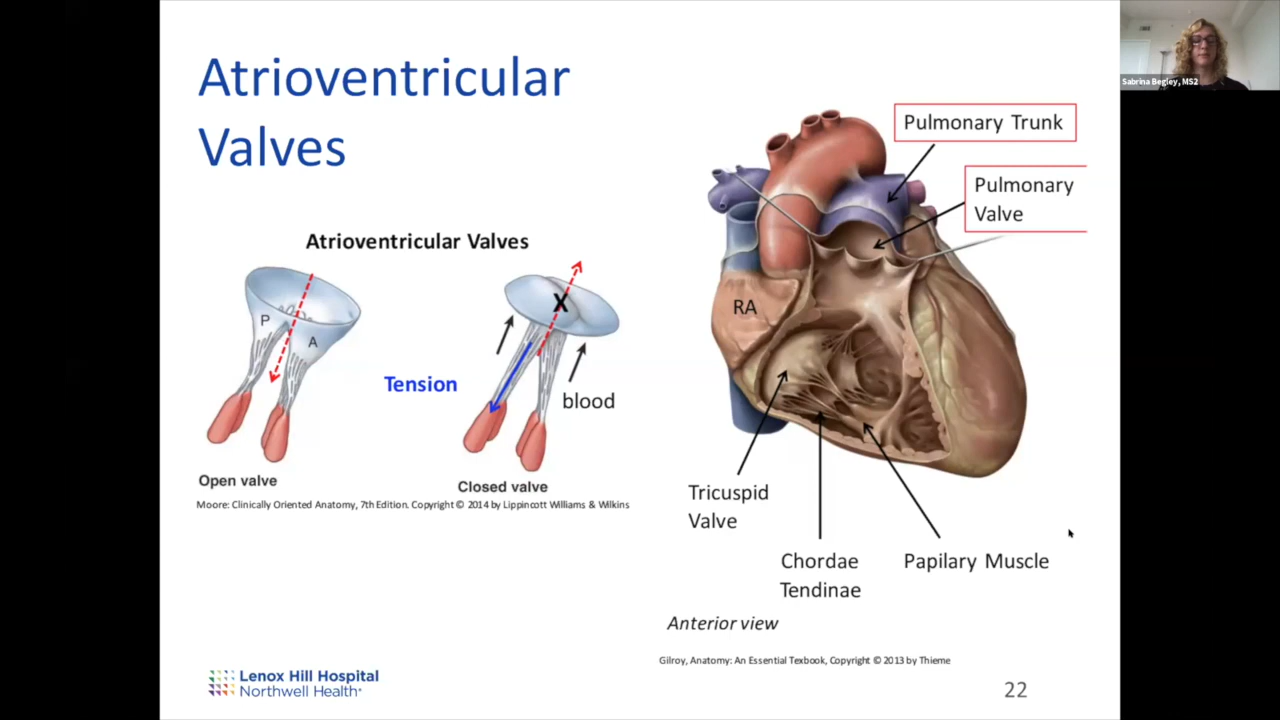 Atrioventricular
Valves
Atrioventricular Valves
P
A
X
Tension
blood
Open valve
Closed valve
Moore: Clinically Oriented Anatomy, 7th Edition. Copyright © 2014 by Lippincott Williams & Wilkins
Pulmonary Trunk
Pulmonary
Valve
RA
Tricuspid
Valve
Chordae
Tendinae
Papilary Muscle
Anterior view
Gilroy, Anatomy: An Essential Texbook, Copyright © 2013 by Thieme
Lenox Hill Hospital
Northwell Health
22
Sabrina Begley, MS2